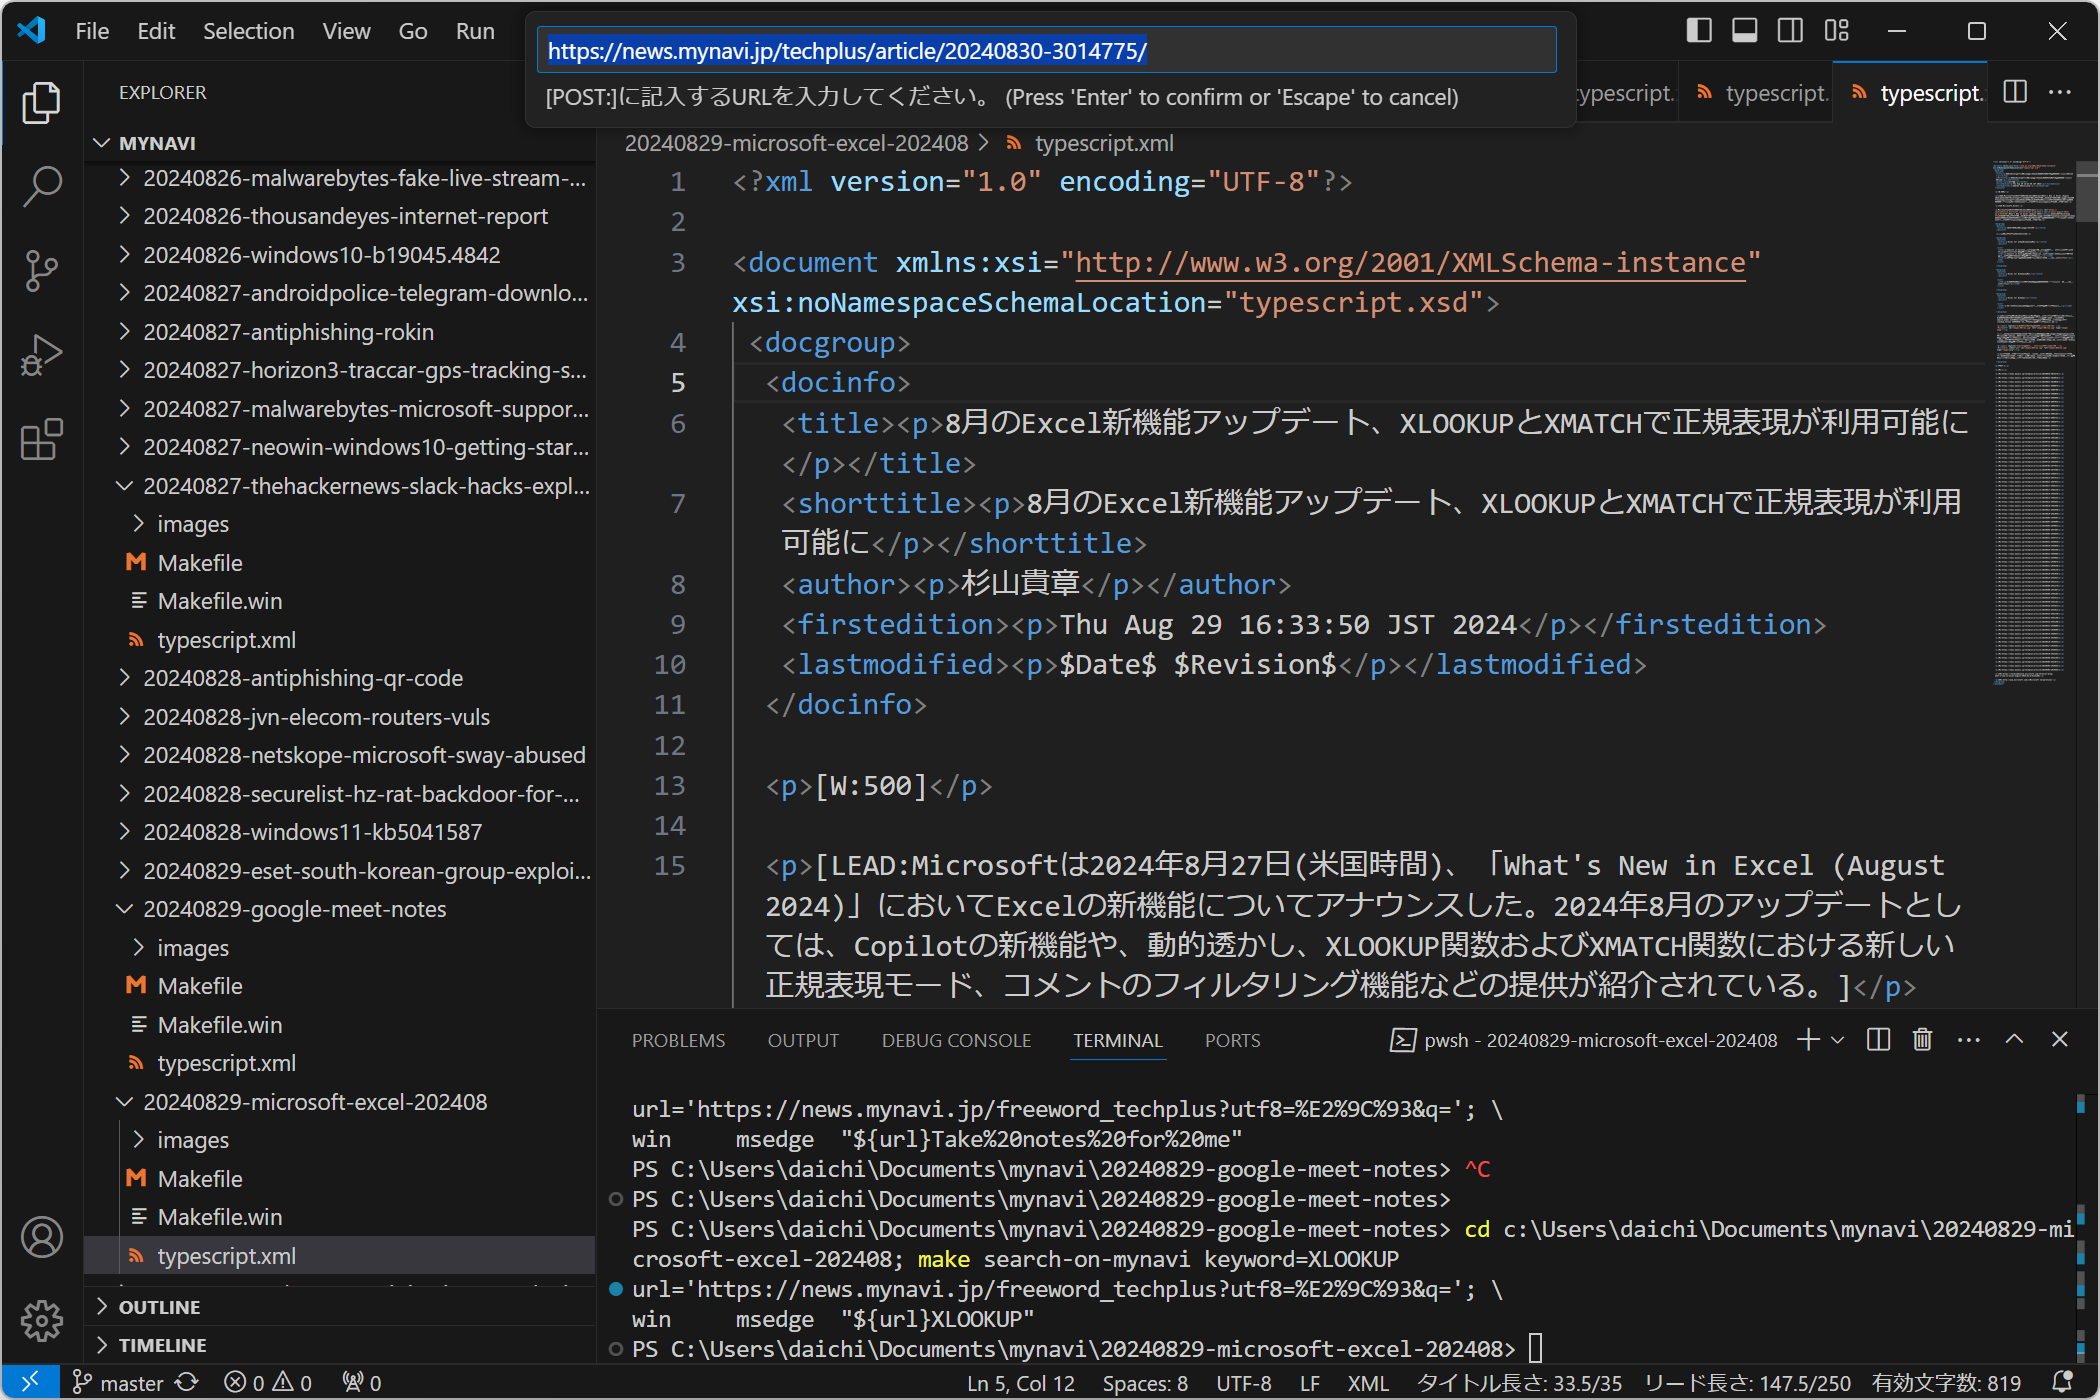 File Edit Selection View Go Run
https://news.mynavi.jp/techplus/article/20240830-3014775/
[POST:]に記入するURLを入力してください。 (Press 'Enter' to confirm or 'Escape' to cancel)
typescript. typescript.
EXPLORER
MYNAVI
20240826-malwarebytes-fake-live-stream-...
20240826-thousandeyes-internet-report
20240826-windows10-b19045.4842
20240827-androidpolice-telegram-downlo...
20240827-antiphishing-rokin
20240827-horizon3-traccar-gps-tracking-s...
20240827-malwarebytes-microsoft-suppor...
20240827-neowin-windows10-getting-star...
20240827-thehackernews-slack-hacks-expl...
images
Makefile
Makefile.win
typescript.xml
20240828-antiphishing-qr-code
20240828-jvn-elecom-routers-vuls
20240828-netskope-microsoft-sway-abused
20240828-securelist-hz-rat-backdoor-for-...
20240828-windows11-kb5041587
20240829-eset-south-korean-group-exploi...
20240829-google-meet-notes
images
Makefile
Makefile.win
typescript.xml
20240829-microsoft-excel-202408
images
Makefile
Makefile.win
typescript.xml
OUTLINE
TIMELINE
20240829-microsoft-excel-202408 > typescript.xml
1 <?xml version="1.0" encoding="UTF-8"?>
2
3 <document xmlns:xsi="http://www.w3.org/2001/XMLSchema-instance"
xsi:noNamespaceSchemaLocation="typescript.xsd">
4 <docgroup>
5 <docinfo>
6 <title><p>8月のExcel新機能アップデート、XLOOKUPとXMATCHで正規表現が利用可能に
</p></title>
7 <shorttitle><p>8月のExcel新機能アップデート、XLOOKUPとXMATCHで正規表現が利用
可能に</p></shorttitle>
8 <author><p>杉山貴章</p></author>
9 <firstedition><p>Thu Aug 29 16:33:50 JST 2024</p></firstedition>
10 <lastmodified><p>$Date$ $Revision$</p></lastmodified>
11 </docinfo>
12
13 <p>[W:500]</p>
14
15 <p>[LEAD:Microsoftは2024年8月27日(米国時間)、「What's New in Excel (August
2024)」においてExcelの新機能についてアナウンスした。2024年8月のアップデートとし
ては、Copilotの新機能や、動的透かし、XLOOKUP関数およびXMATCH関数における新しい
正規表現モード、コメントのフィルタリング機能などの提供が紹介されている。]</p>
PROBLEMS OUTPUT DEBUG CONSOLE TERMINAL PORTS
pwsh - 20240829-microsoft-excel-202408
url='https://news.mynavi.jp/freeword_techplus?utf8=%E2%9C%93&q='; \
win msedge "${url}Take%20notes%20for%20me"
PS C:\Users\daichi\Documents\mynavi\20240829-google-meet-notes> ^C
PS C:\Users\daichi\Documents\mynavi\20240829-google-meet-notes>
PS C:\Users\daichi\Documents\mynavi\20240829-google-meet-notes> cd c:\Users\daichi\Documents\mynavi\20240829-mi
crosoft-excel-202408; make search-on-mynavi keyword=XLOOKUP
url='https://news.mynavi.jp/freeword_techplus?utf8=%E2%9C%93&q='; \
win msedge "${url}XLOOKUP"
PS C:\Users\daichi\Documents\mynavi\20240829-microsoft-excel-202408>
master 0 0 0
Ln 5, Col 12 Spaces: 8 UTF-8 LF XML タイトル長さ: 33.5/35 リード長さ: 147.5/250 有効文字数: 819